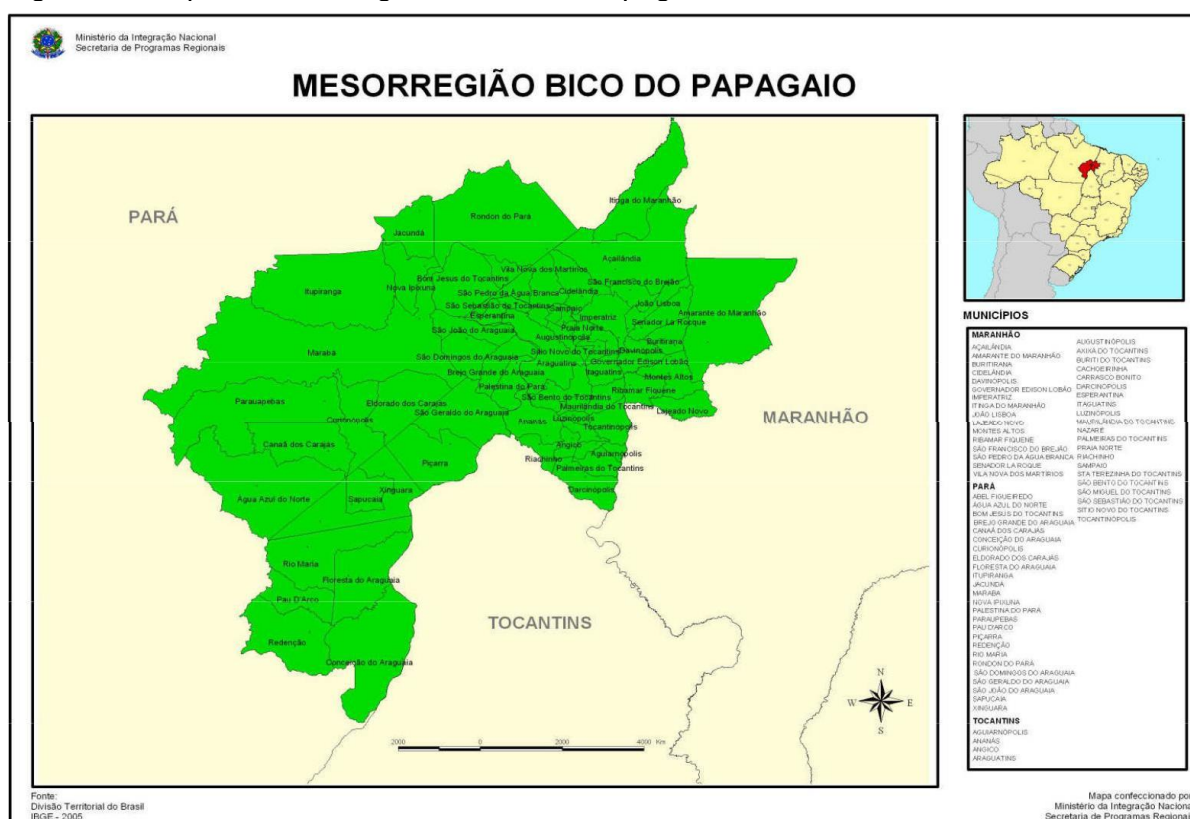 Ministério da Integração Nacional
Secretaria de Programas Regionais
MESORREGIÃO BICO DO PAPAGAIO
PARÁ
MARANHÃO
TOCANTINS
Itinga do Maranhão
Rondon do Pará
Jacundá
Açailândia
Vila Nova dos Martírios
Bom Jesus do Tocantins
São Francisco do Brejão
Itupiranga
Nova Ipixuna
São Pedro da Água Branca
Cidelândia
São Sebastião do Tocantins
Sampaio
João Lisboa
Esperantina
Imperatriz
Amarante do Maranhão
Senador La Rocque
São João do Araguaia
Praia Norte
Augustinópolis
Buritirana
Marabá
São Domingos do Araguaia
Sítio Novo do Tocantins
Davinópolis
Araguatins
Governador Edison Lobão
Brejo Grande do Araguaia
Itaguatins
Montes Altos
Palestina do Pará
Ribamar Fiquene
Parauapebas
Eldorado dos Carajás
São Bento do Tocantins
São Geraldo do Araguaia
Maurilândia do Tocantins
Lajeado Novo
Curionópolis
Ananás
Luzinópolis
Tocantinópolis
Canaã dos Carajás
Angico
Piçarra
Riachinho
Aguiarnópolis
Palmeiras do Tocantins
Xinguara
Darcinópolis
Água Azul do Norte
Sapucaia
Rio Maria
Floresta do Araguaia
Pau D'Arco
Redenção
Conceição do Araguaia
N
W
E
S
2000 0 2000 4000 Km
MUNICÍPIOS
MARANHÃO
AÇAILÂNDIA
AMARANTE DO MARANHÃO
BURITIRANA
CIDELÂNDIA
DAVINÓPOLIS
GOVERNADOR EDISON LOBÃO
IMPERATRIZ
ITINGA DO MARANHÃO
JOÃO LISBOA
LAJEADO NOVO
MONTES ALTOS
RIBAMAR FIQUENE
SÃO FRANCISCO DO BREJÃO
SÃO PEDRO DA ÁGUA BRANCA
SENADOR LA ROQUE
VILA NOVA DOS MARTÍRIOS
PARÁ
ABEL FIGUEIREDO
ÁGUA AZUL DO NORTE
BOM JESUS DO TOCANTINS
BREJO GRANDE DO ARAGUAIA
CANAÃ DOS CARAJÁS
CONCEIÇÃO DO ARAGUAIA
CURIONÓPOLIS
ELDORADO DOS CARAJÁS
FLORESTA DO ARAGUAIA
ITUPIRANGA
JACUNDÁ
MARABÁ
NOVA IPIXUNA
PALESTINA DO PARÁ
PARAUPEBAS
PAU D'ARCO
PIÇARRA
REDENÇÃO
RIO MARIA
RONDON DO PARÁ
SÃO DOMINGOS DO ARAGUAIA
SÃO GERALDO DO ARAGUAIA
SÃO JOÃO DO ARAGUAIA
SAPUCAIA
XINGUARA
TOCANTINS
AGUIARNÓPOLIS
ANANÁS
ANGICO
ARAGUATINS
AUGUSTINÓPOLIS
AXIXÁ DO TOCANTINS
BURITI DO TOCANTINS
CACHOEIRINHA
CARRASCO BONITO
DARCINÓPOLIS
ESPERANTINA
ITAGUATINS
LUZINÓPOLIS
MAURILÂNDIA DO TOCANTINS
NAZARÉ
PALMEIRAS DO TOCANTINS
PRAIA NORTE
RIACHINHO
SAMPAIO
STA TEREZINHA DO TOCANTINS
SÃO BENTO DO TOCANTINS
SÃO MIGUEL DO TOCANTINS
SÃO SEBASTIÃO DO TOCANTINS
SÍTIO NOVO DO TOCANTINS
TOCANTINÓPOLIS
Fonte:
Divisão Territorial do Brasil
IBGE - 2005
Mapa confeccionado por
Ministério da Integração Nacional
Secretaria de Programas Regionais